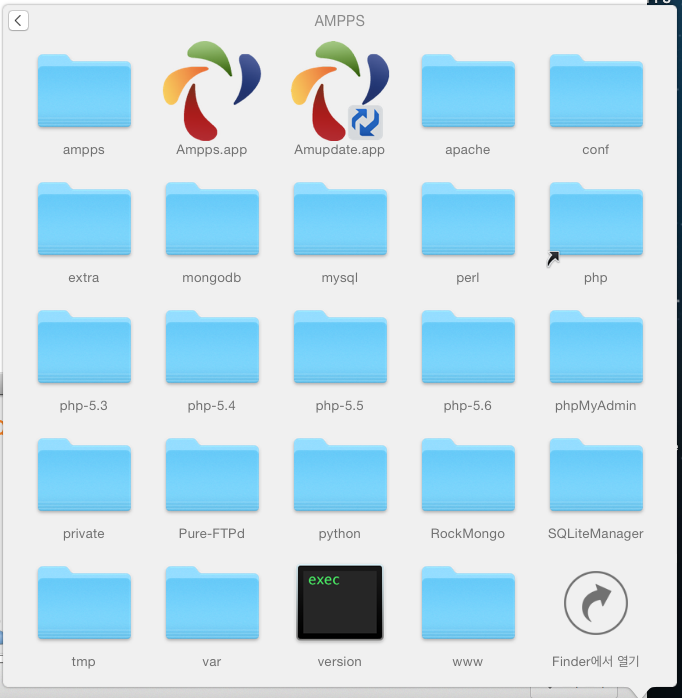 AMPPS
ampps
Ampps.app
Amupdate.app
apache
conf
extra
mongodb
mysql
perl
php
php-5.3
php-5.4
php-5.5
php-5.6
phpMyAdmin
private
Pure-FTPd
python
RockMongo
SQLiteManager
exec
tmp
var
version
www
Finder에서 열기